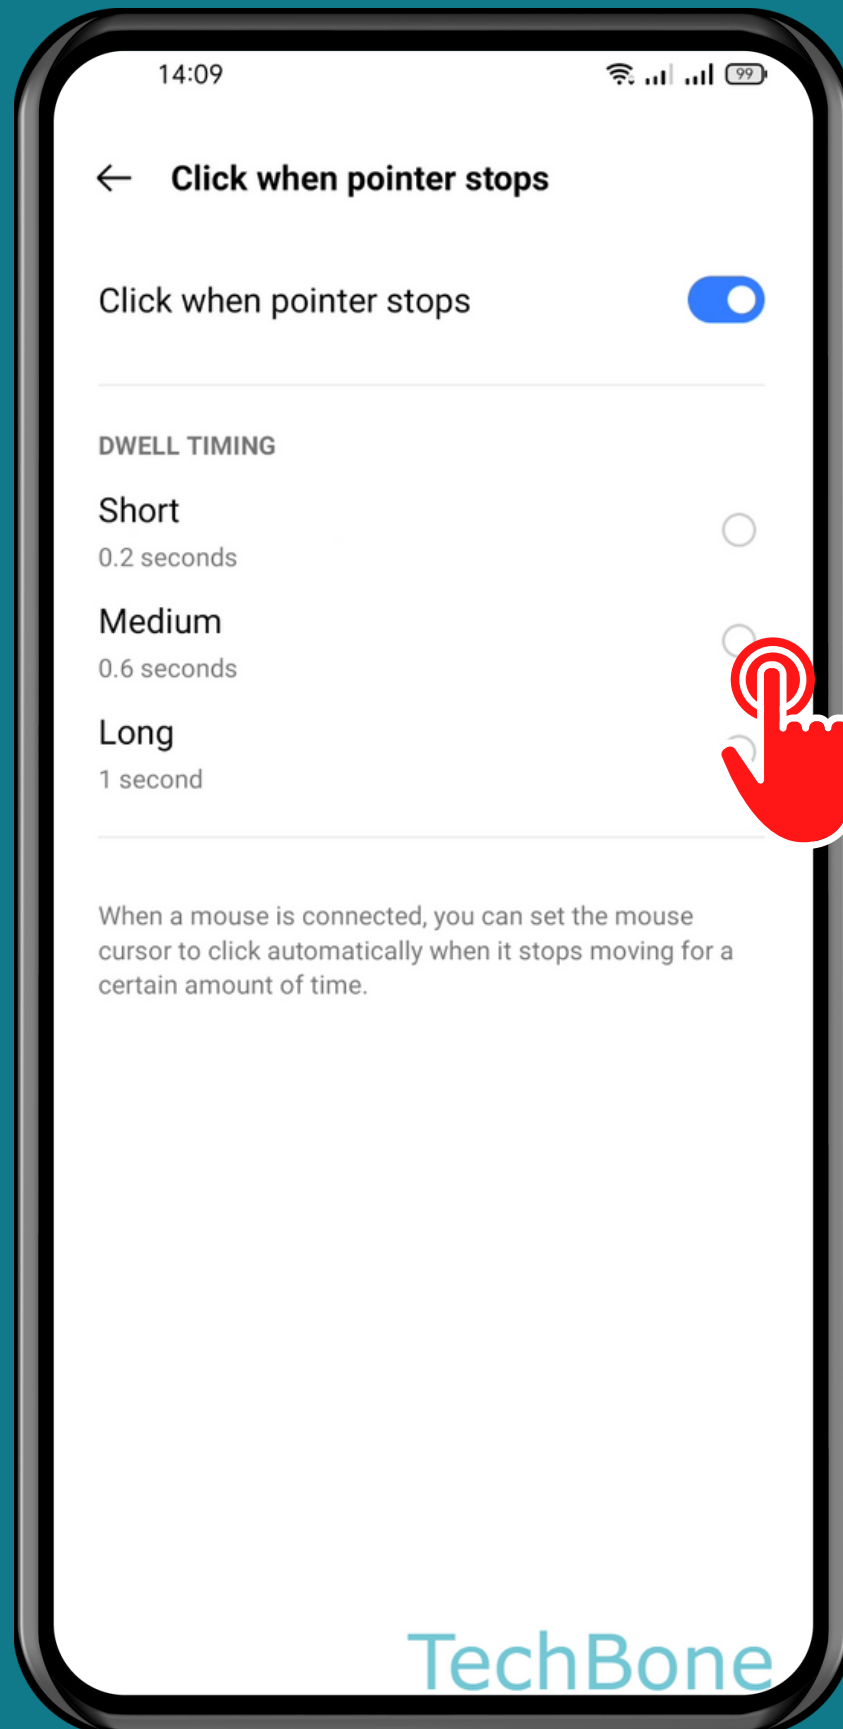 14:09
99
Click when pointer stops
Click when pointer stops
DWELL TIMING
Short
0.2 seconds
Medium
0.6 seconds
Long
1 second
When a mouse is connected, you can set the mouse
cursor to click automatically when it stops moving for a
certain amount of time.
TechBone